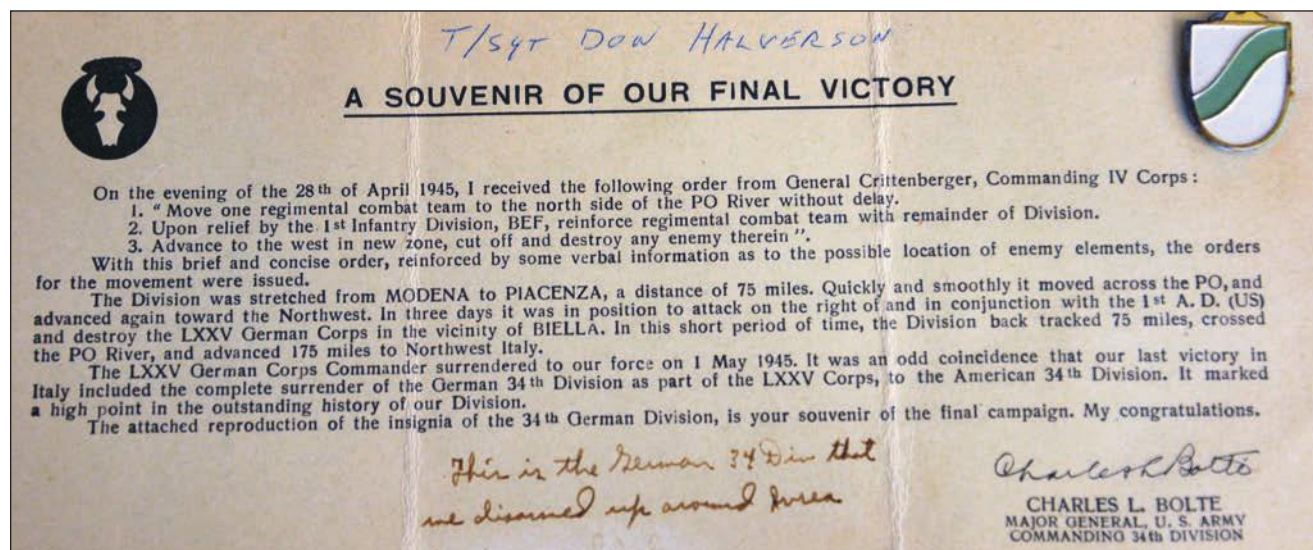 T/SGT DON HALVERSON
A SOUVENIR OF OUR FINAL VICTORY
On the evening of the 28th of April 1945, I received the following order from General Crittenberger, Commanding IV Corps :
1. “ Move one regimental combat team to the north side of the PO River without delay.
2. Upon relief by the 1st Infantry Division, BEF, reinforce regimental combat team with remainder of Division.
3. Advance to the west in new zone, cut off and destroy any enemy therein ”.
With this brief and concise order, reinforced by some verbal information as to the possible location of enemy elements, the orders
for the movement were issued.
The Division was stretched from MODENA to PIACENZA, a distance of 75 miles. Quickly and smoothly it moved across the PO, and
advanced again toward the Northwest. In three days it was in position to attack on the right of and in conjunction with the 1st A. D. (US)
and destroy the LXXV German Corps in the vicinity of BIELLA. In this short period of time, the Division back tracked 75 miles, crossed
the PO River, and advanced 175 miles to Northwest Italy.
The LXXV German Corps Commander surrendered to our force on 1 May 1945. It was an odd coincidence that our last victory in
Italy included the complete surrender of the German 34th Division as part of the LXXV Corps, to the American 34th Division. It marked
a high point in the outstanding history of our Division.
The attached reproduction of the insignia of the 34th German Division, is your souvenir of the final campaign. My congratulations.
This is the German 34 Div that
we disarmed up around Ivrea
Charles L Bolte
CHARLES L. BOLTE
MAJOR GENERAL, U. S. ARMY
COMMANDING 34th DIVISION